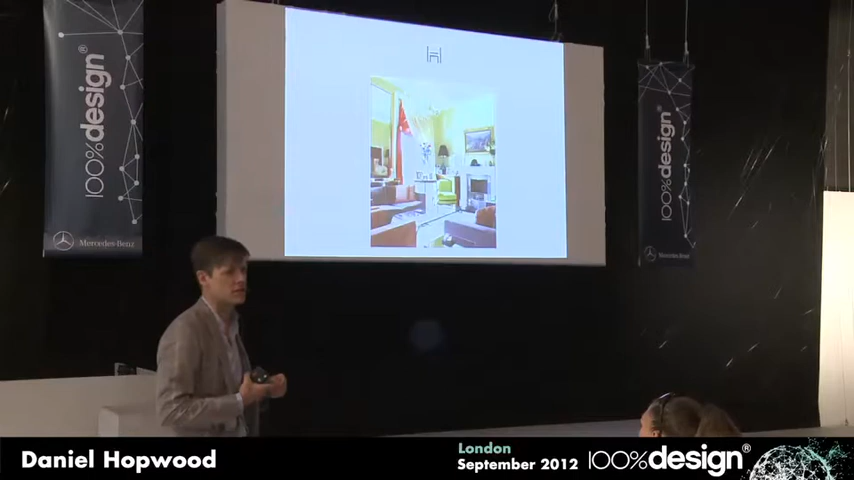 100%design®
Mercedes-Benz
100%design®
Mercedes-Benz
Daniel Hopwood
London
September 2012
100%design®